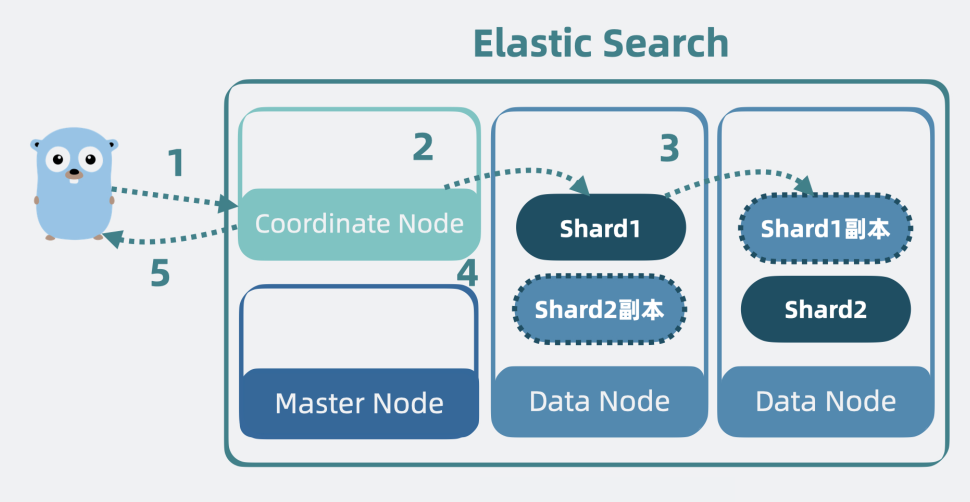 Elastic Search
1
2
3
Coordinate Node
Shard1
Shard1副本
5
4
Shard2副本
Shard2
Master Node
Data Node
Data Node